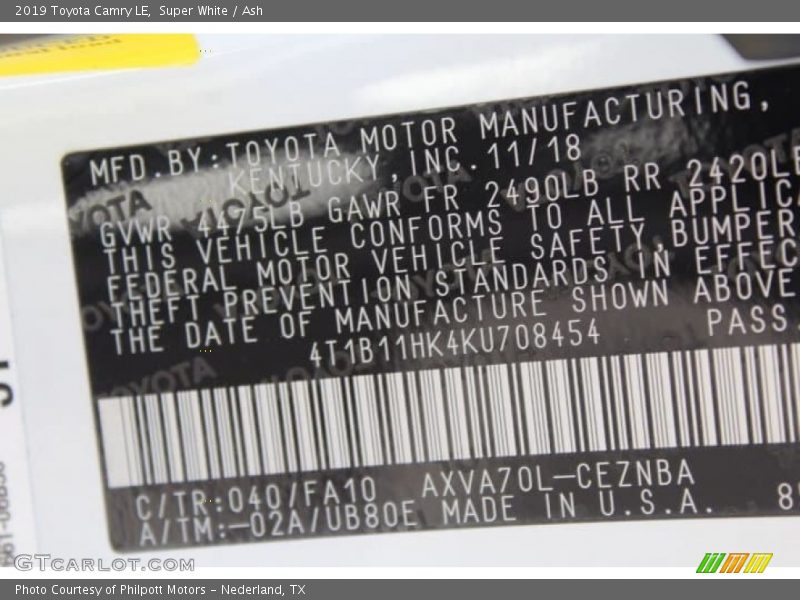 2019 Toyota Camry LE, Super White / Ash
MFD.BY:TOYOTA MOTOR MANUFACTURING,
KENTUCKY,INC. 11/18
GVWR 4475LB GAWR FR 2490LB RR 2420LB
THIS VEHICLE CONFORMS TO ALL APPLICA
FEDERAL MOTOR VEHICLE SAFETY,BUMPER
THEFT PREVENTION STANDARDS IN EFFEC
THE DATE OF MANUFACTURE SHOWN ABOVE
4T1B11HK4KU708454 PASS.
C/TR:040/FA10 AXVA70L-CEZNBA
A/TM:-02A/UB80E MADE IN U.S.A.
GTcarlot.com
Photo Courtesy of Philpott Motors - Nederland, TX